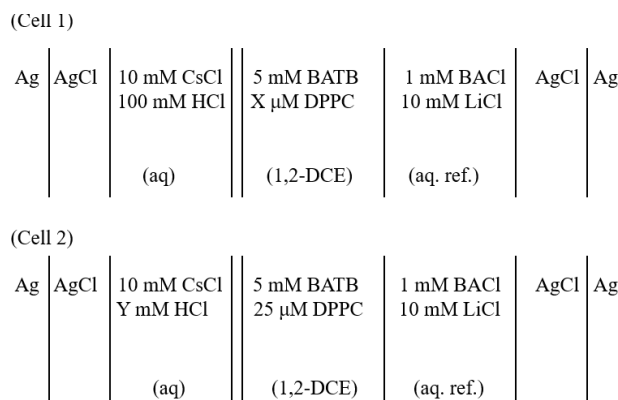 (Cell 1)
Ag AgCl 10 mM CsCl 5 mM BATB 1 mM BACl AgCl Ag
100 mM HCl X μM DPPC 10 mM LiCl
(aq) (1,2-DCE) (aq. ref.)
(Cell 2)
Ag AgCl 10 mM CsCl 5 mM BATB 1 mM BACl AgCl Ag
Y mM HCl 25 μM DPPC 10 mM LiCl
(aq) (1,2-DCE) (aq. ref.)